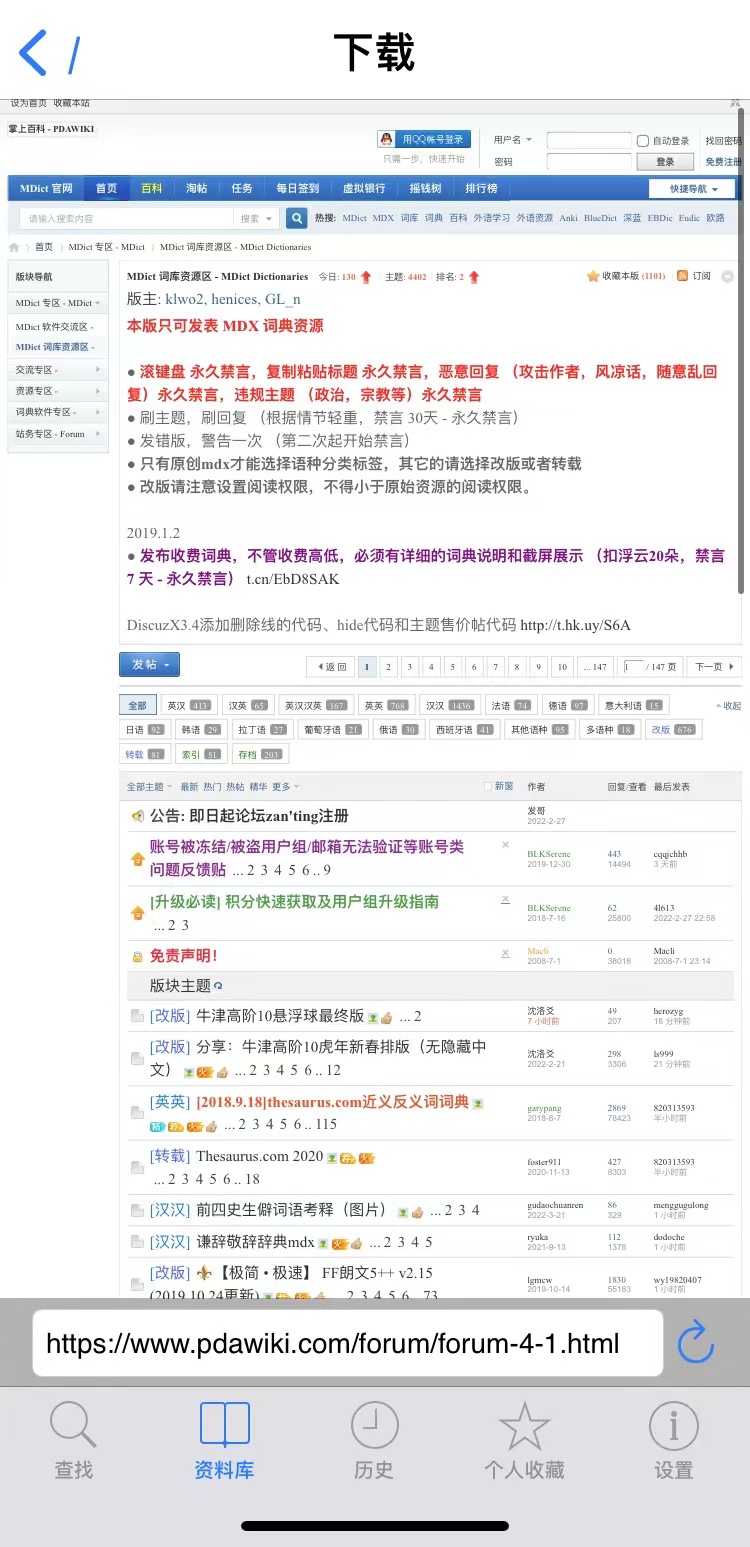 / 下载
设为首页 收藏本站
掌上百科 - PDAWIKI
用QQ帐号登录
只需一步，快速开始
用户名
自动登录 找回密码
密码
登录 免费注册
MDict 官网 首页 百科 淘帖 任务 每日签到 虚拟银行 摇钱树 排行榜 快捷导航
请输入搜索内容 搜索 热搜: MDict MDX 词库 词典 百科 外语学习 外语资源 Anki BlueDict 深蓝 EBDic Eudic 欧路
首页 〉 MDict 专区 - MDict 〉 MDict 词库资源区 - MDict Dictionaries
版块导航
MDict 专区 - MDict
MDict 软件交流区 -
MDict 词库资源区 -
交流专区 -
资源专区 -
词典软件专区 -
站务专区 - Forum
MDict 词库资源区 - MDict Dictionaries 今日: 130 主题: 4402 排名: 2 收藏本版 (1101) 订阅
版主: klwo2, henices, GL_n
本版只可发表 MDX 词典资源
● 滚键盘 永久禁言，复制粘贴标题 永久禁言，恶意回复 （攻击作者，风凉话，随意乱回
复）永久禁言，违规主题 （政治，宗教等）永久禁言
● 刷主题，刷回复 （根据情节轻重，禁言 30天 - 永久禁言）
● 发错版，警告一次 （第二次起开始禁言）
● 只有原创mdx才能选择语种分类标签，其它的请选择改版或者转载
● 改版请注意设置阅读权限，不得小于原始资源的阅读权限。
2019.1.2
● 发布收费词典，不管收费高低，必须有详细的词典说明和截屏展示 （扣浮云20朵，禁言
7 天 - 永久禁言） t.cn/EbD8SAK
DiscuzX3.4添加删除线的代码、hide代码和主题售价帖代码 http://t.hk.uy/S6A
发帖 返回 1 2 3 4 5 6 7 8 9 10 ... 147 1 / 147 页 下一页
全部 英汉 413 汉英 65 英汉汉英 167 英英 768 汉汉 1436 法语 74 德语 97 意大利语 15 收起
日语 92 韩语 29 拉丁语 27 葡萄牙语 21 俄语 30 西班牙语 41 其他语种 95 多语种 18 改版 676
转载 81 索引 51 存档 203
全部主题 最新 热门 热帖 精华 更多 新窗 作者 回复/查看 最后发表
公告: 即日起论坛zan'ting注册 发哥
2022-2-27
账号被冻结/被盗用户组/邮箱无法验证等账号类
问题反馈贴 ... 2 3 4 5 6 .. 9
BLKSerene 443 cqqjchhb
2019-12-30 14494 3 天前
[升级必读] 积分快速获取及用户组升级指南
... 2 3
BLKSerene 62 4l613
2018-7-16 25800 2022-2-27 22:58
免责声明！ Macli 0 Macli
2008-7-1 38018 2008-7-1 23:14
版块主题
[改版] 牛津高阶10悬浮球最终版 ... 2 沈洛爻 49 herozyg
7 小时前 207 18 分钟前
[改版] 分享：牛津高阶10虎年新春排版（无隐藏中
文） ... 2 3 4 5 6 .. 12
沈洛爻 298 ls999
2022-2-21 3306 21 分钟前
[英英] [2018.9.18]thesaurus.com近义反义词词典
... 2 3 4 5 6 .. 115
garypang 2869 820313593
2018-8-7 76423 半小时前
[转载] Thesaurus.com 2020
... 2 3 4 5 6 .. 18
foster911 427 820313593
2020-11-13 8303 半小时前
[汉汉] 前四史生僻词语考释（图片） ... 2 3 4 gudaochuanren 86 menggugulong
2022-3-21 329 1 小时前
[汉汉] 谦辞敬辞辞典mdx ... 2 3 4 5 ryuka 112 dodoche
2021-9-13 1378 1 小时前
[改版] 【极简 • 极速】 FF朗文5++ v2.15
(2019.10.24更新) ... 2 3 4 5 6 .. 73
lgmcw 1830 wy19820407
2019-10-14 55183 1 小时前
https://www.pdawiki.com/forum/forum-4-1.html
查找 资料库 历史 个人收藏 设置